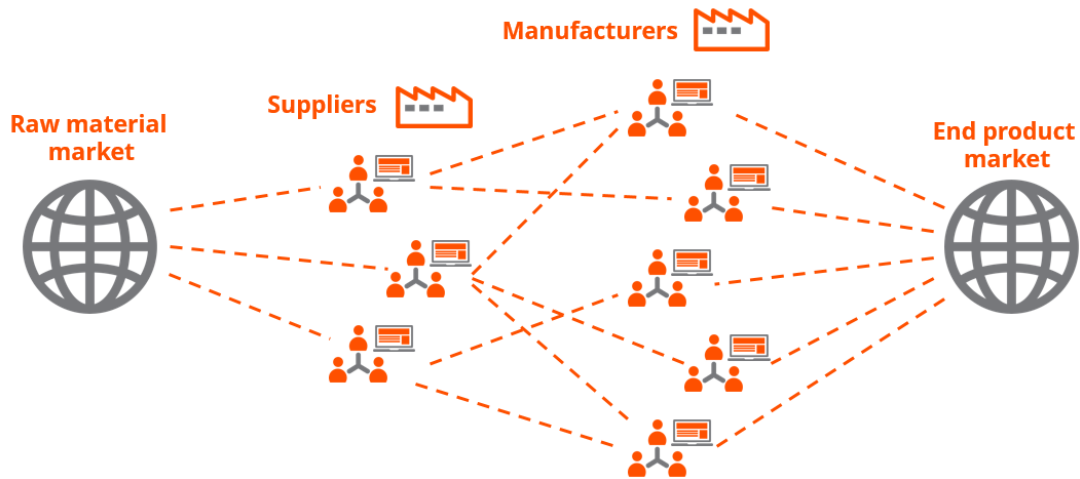 Manufacturers
Suppliers
Raw material
market
End product
market